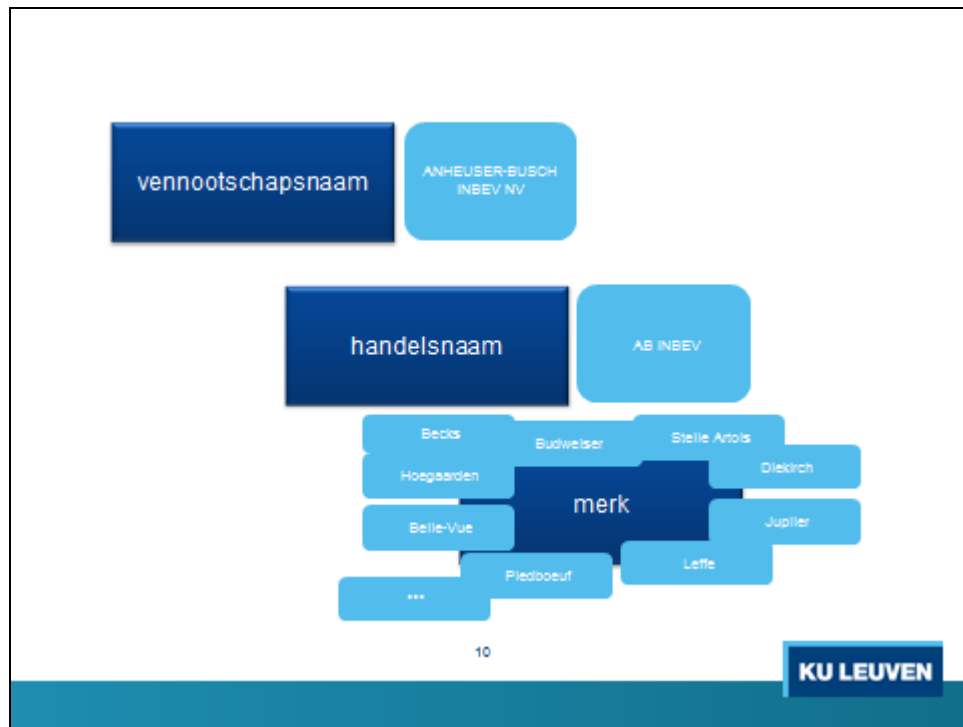 vennootschapsnaam
ANHEUSER-BUSCH
INBEV NV
handelsnaam
AB INBEV
Becks
Budweiser
Stelle Artois
Hoegaarden
Diekirch
merk
Belle-Vue
Jupiler
Piedboeuf
Leffe
...
10
KU LEUVEN